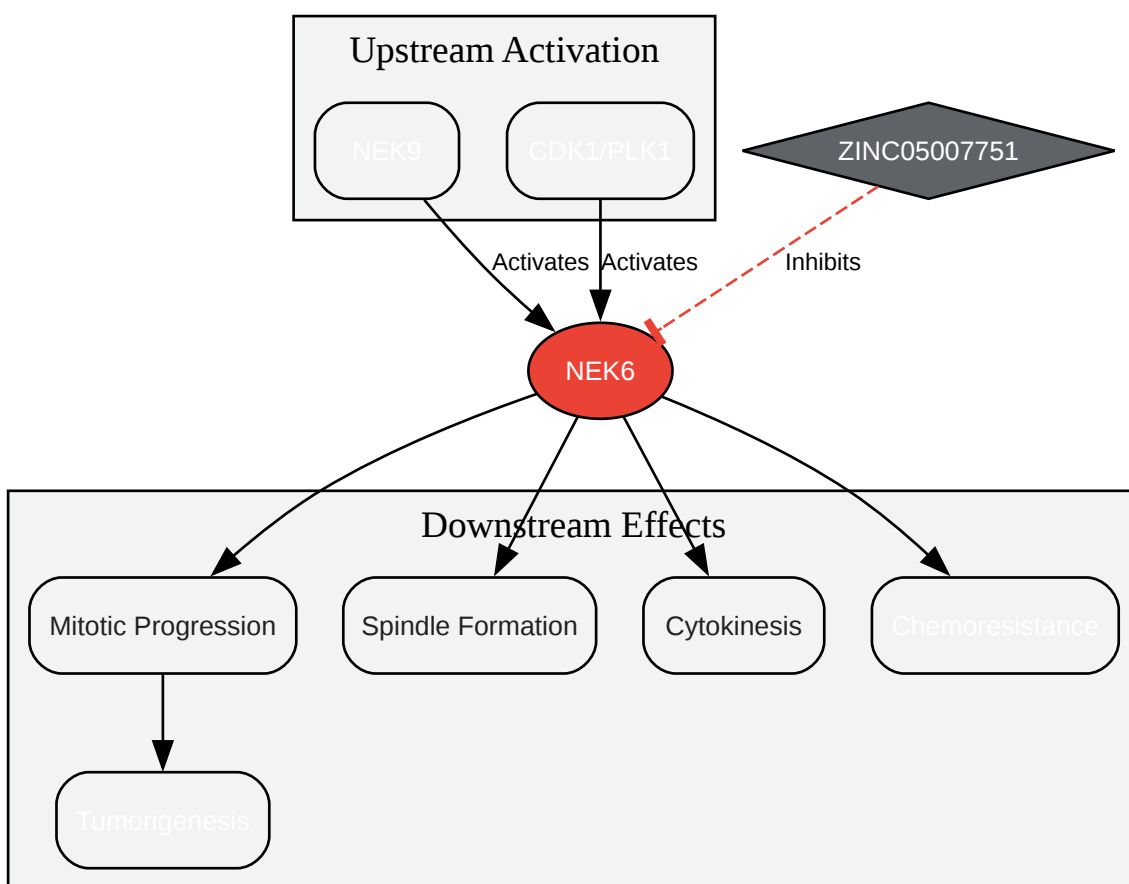 Upstream Activation
NEK9
CDK1/PLK1
ZINC05007751
Activates
Activates
Inhibits
NEK6
Downstream Effects
Mitotic Progression
Spindle Formation
Cytokinesis
Chemoresistance
Tumorigenesis